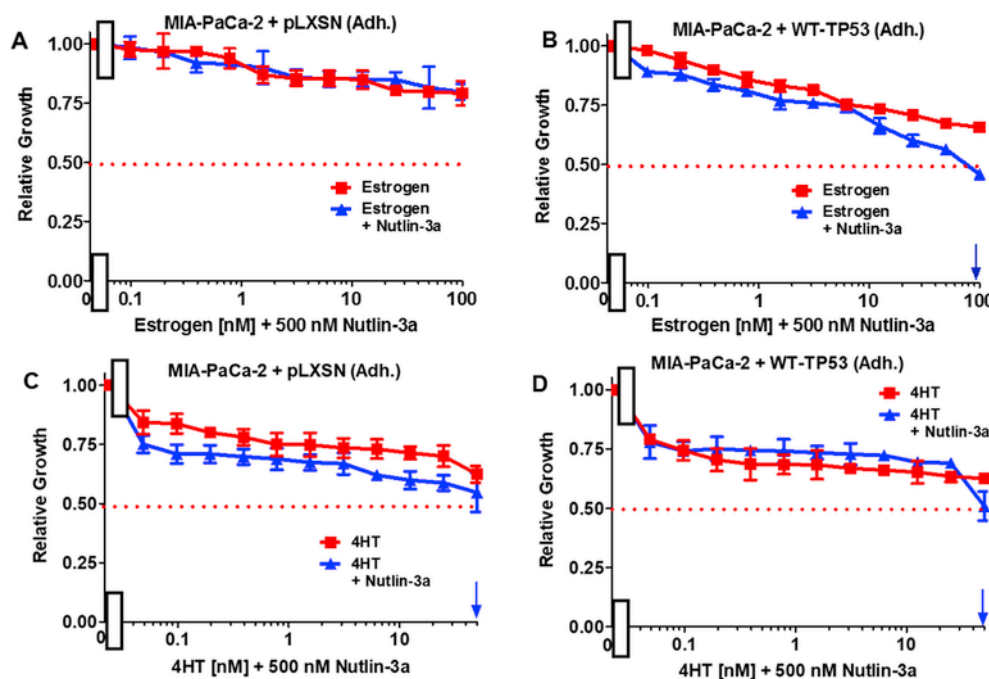 A
MIA-PaCa-2 + pLXSN (Adh.)
Relative Growth
1.00
0.75
0.50
0.25
0.00
Estrogen
Estrogen
+ Nutlin-3a
0 0.1 1 10 100
Estrogen [nM] + 500 nM Nutlin-3a
B
MIA-PaCa-2 + WT-TP53 (Adh.)
Relative Growth
1.00
0.75
0.50
0.25
0.00
Estrogen
Estrogen
+ Nutlin-3a
0 0.1 1 10 100
Estrogen [nM] + 500 nM Nutlin-3a
C
MIA-PaCa-2 + pLXSN (Adh.)
Relative Growth
1.00
0.75
0.50
0.25
0.00
4HT
4HT
+ Nutlin-3a
0 0.1 1 10
4HT [nM] + 500 nM Nutlin-3a
D
MIA-PaCa-2 + WT-TP53 (Adh.)
Relative Growth
1.00
0.75
0.50
0.25
0.00
4HT
4HT
+ Nutlin-3a
0 0.1 1 10
4HT [nM] + 500 nM Nutlin-3a